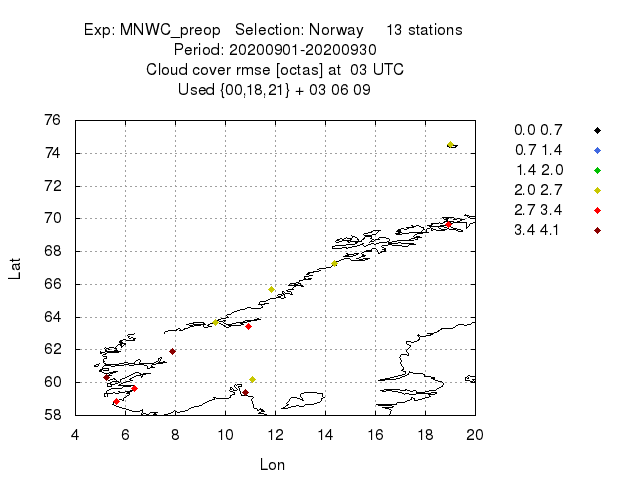 Exp: MNWC_preop   Selection: Norway     13 stations
Period: 20200901-20200930
Cloud cover rmse [octas] at  03 UTC
Used {00,18,21} + 03 06 09
76
74
72
70
68
66
64
62
60
58
Lat
4 6 8 10 12 14 16 18 20
Lon
0.0 0.7
0.7 1.4
1.4 2.0
2.0 2.7
2.7 3.4
3.4 4.1